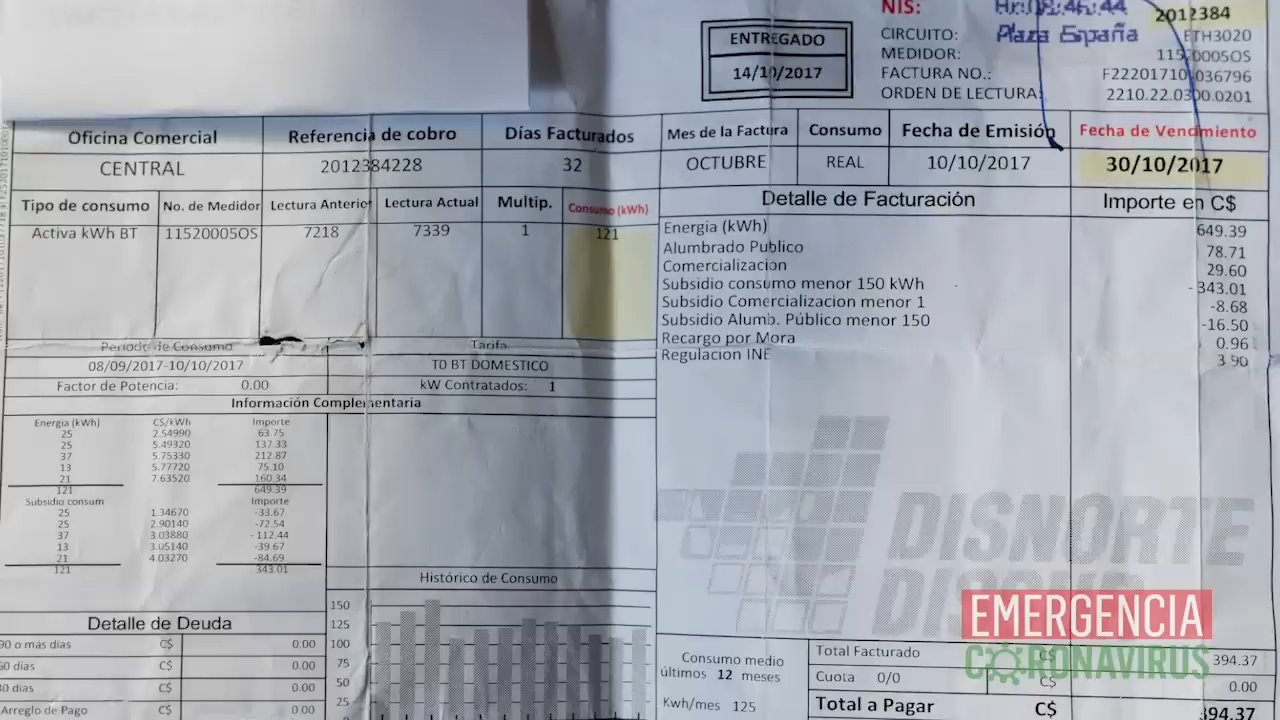 NIS: 2012384
Hr:08:46:44
Plaza España
CIRCUITO: ETH3020
MEDIDOR: 11520005OS
FACTURA NO.: F22201710036796
ORDEN DE LECTURA: 2210.22.0300.0201
ENTREGADO
14/10/2017
Oficina Comercial Referencia de cobro Días Facturados Mes de la Factura Consumo Fecha de Emisión Fecha de Vencimiento
CENTRAL 2012384228 32 OCTUBRE REAL 10/10/2017 30/10/2017
Tipo de consumo No. de Medidor Lectura Anterior Lectura Actual Multip. Consumo (kWh)
Activa kWh BT 11520005OS 7218 7339 1 121
Detalle de Facturación Importe en C$
Energía (kWh) 649.39
Alumbrado Publico 78.71
Comercializacion 29.60
Subsidio consumo menor 150 kWh -343.01
Subsidio Comercializacion menor 1 -8.68
Subsidio Alumb. Público menor 150 -16.50
Recargo por Mora 0.96
Regulacion INE 3.90
Periodo de Consumo Tarifa
08/09/2017-10/10/2017 T0 BT DOMESTICO
Factor de Potencia: 0.00 kW Contratados: 1
Información Complementaria
Energia (kWh) C$/kWh Importe
25 2.54990 63.75
25 5.49320 137.33
37 5.75330 212.87
13 5.77720 75.10
21 7.63520 160.34
121 649.39
Subsidio consum Importe
25 1.34670 -33.67
25 2.90140 -72.54
37 3.03880 -112.44
13 3.05140 -39.67
21 4.03270 -84.69
121 343.01
Histórico de Consumo
150
125
100
75
50
25
Detalle de Deuda
90 o mas días C$ 0.00
60 días C$ 0.00
30 días C$ 0.00
Arreglo de Pago C$ 0.00
DISNORTE
DISSUR
Consumo medio
últimos 12 meses
Kwh/mes 125
Total Facturado C$ 394.37
Cuota 0/0 C$ 0.00
Total a Pagar C$ 394.37
EMERGENCIA
CORONAVIRUS